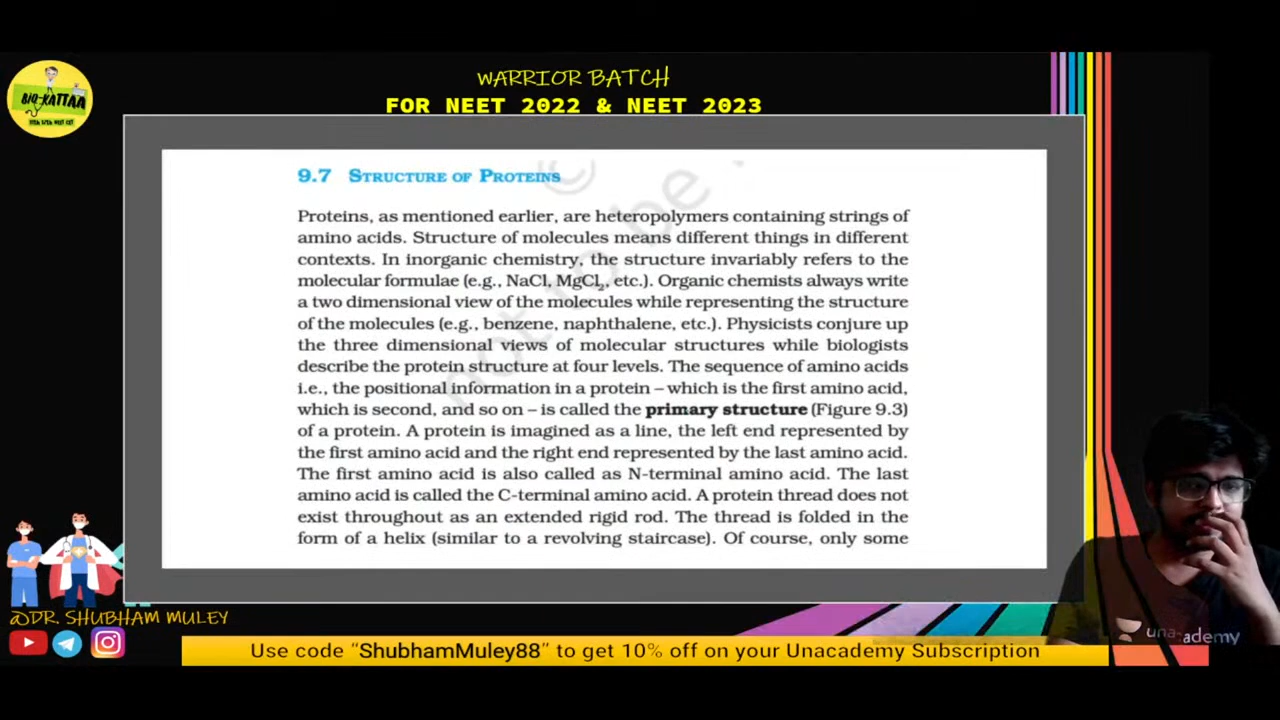 BIO-KATTAA
WARRIOR BATCH
FOR NEET 2022 & NEET 2023
9.7 STRUCTURE OF PROTEINS
Proteins, as mentioned earlier, are heteropolymers containing strings of
amino acids. Structure of molecules means different things in different
contexts. In inorganic chemistry, the structure invariably refers to the
molecular formulae (e.g., NaCl, MgCl₂, etc.). Organic chemists always write
a two dimensional view of the molecules while representing the structure
of the molecules (e.g., benzene, naphthalene, etc.). Physicists conjure up
the three dimensional views of molecular structures while biologists
describe the protein structure at four levels. The sequence of amino acids
i.e., the positional information in a protein – which is the first amino acid,
which is second, and so on – is called the primary structure (Figure 9.3)
of a protein. A protein is imagined as a line, the left end represented by
the first amino acid and the right end represented by the last amino acid.
The first amino acid is also called as N-terminal amino acid. The last
amino acid is called the C-terminal amino acid. A protein thread does not
exist throughout as an extended rigid rod. The thread is folded in the
form of a helix (similar to a revolving staircase). Of course, only some
© not to be
@DR. SHUBHAM MULEY
unacademy
Use code "ShubhamMuley88" to get 10% off on your Unacademy Subscription